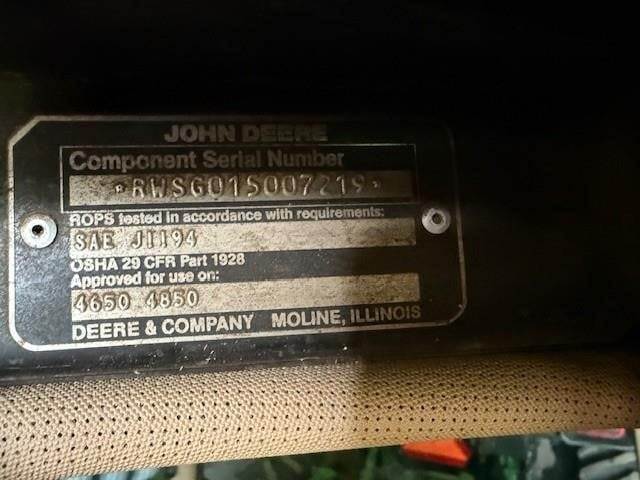 JOHN DEERE
Component Serial Number
*RWSG015007219*
ROPS tested in accordance with requirements:
SAE J1194
OSHA 29 CFR Part 1928
Approved for use on:
4650 4850
DEERE & COMPANY MOLINE, ILLINOIS